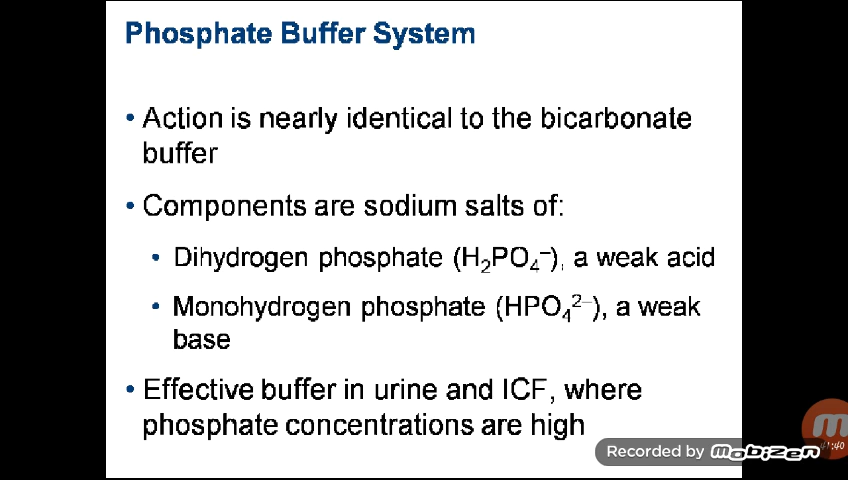 Phosphate Buffer System
• Action is nearly identical to the bicarbonate
buffer
• Components are sodium salts of:
• Dihydrogen phosphate (H₂PO₄⁻), a weak acid
• Monohydrogen phosphate (HPO₄²⁻), a weak
base
• Effective buffer in urine and ICF, where
phosphate concentrations are high
Recorded by mobizen